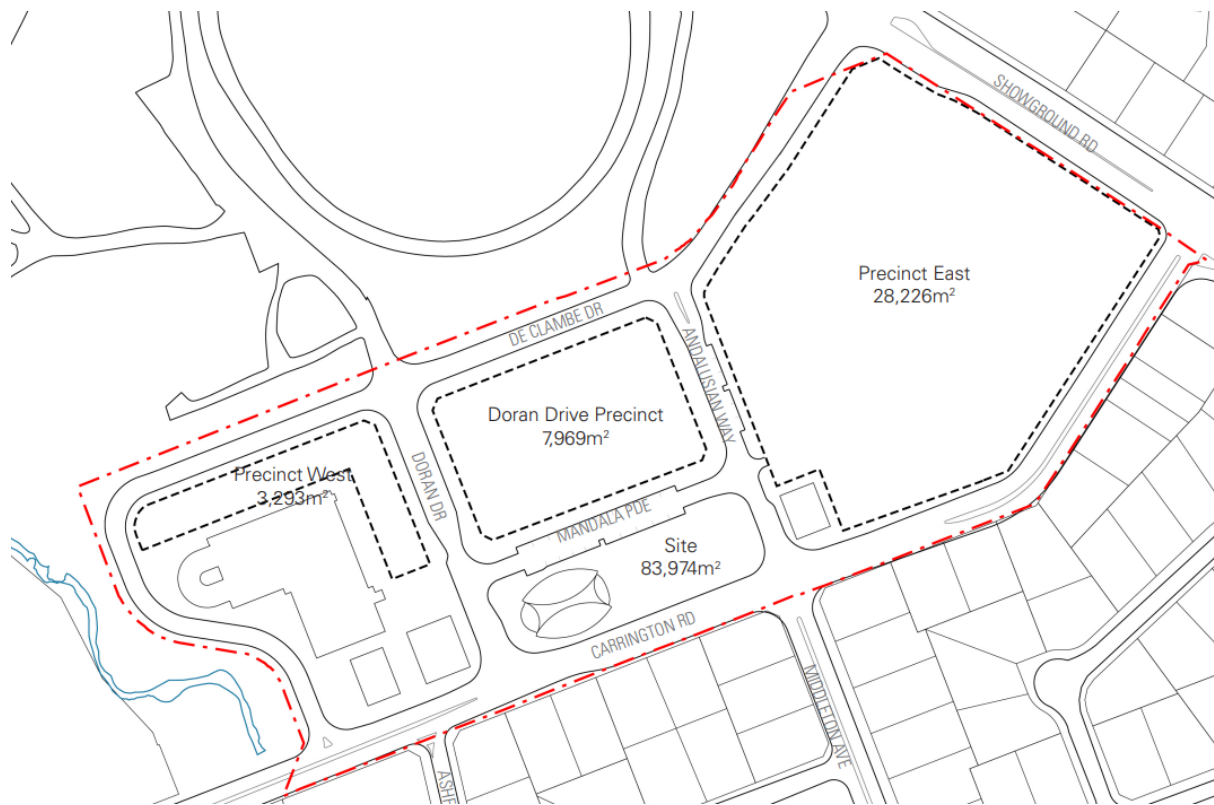 SHOWGROUND RD
Precinct East
28,226m²
DE CLAMBE DR
ANDALUSIAN WAY
Doran Drive Precinct
7,969m²
DORAN DR
Precinct West
3,293m²
MANDALA PDE
Site
83,974m²
CARRINGTON RD
MIDDLETON AVE